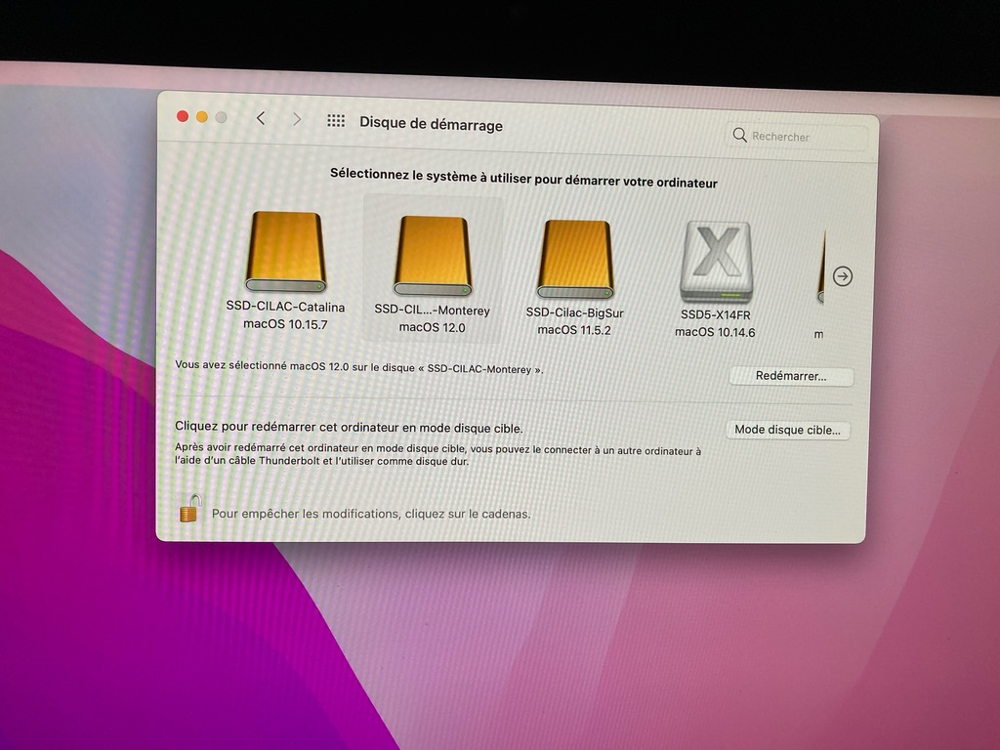 Disque de démarrage
Rechercher
Sélectionnez le système à utiliser pour démarrer votre ordinateur
X
SSD-CILAC-Catalina
macOS 10.15.7
SSD-CIL...-Monterey
macOS 12.0
SSD-Cilac-BigSur
macOS 11.5.2
SSD5-X14FR
macOS 10.14.6
m
Vous avez sélectionné macOS 12.0 sur le disque « SSD-CILAC-Monterey ».
Redémarrer...
Cliquez pour redémarrer cet ordinateur en mode disque cible.
Mode disque cible...
Après avoir redémarré cet ordinateur en mode disque cible, vous pouvez le connecter à un autre ordinateur à
l'aide d'un câble Thunderbolt et l'utiliser comme disque dur.
Pour empêcher les modifications, cliquez sur le cadenas.